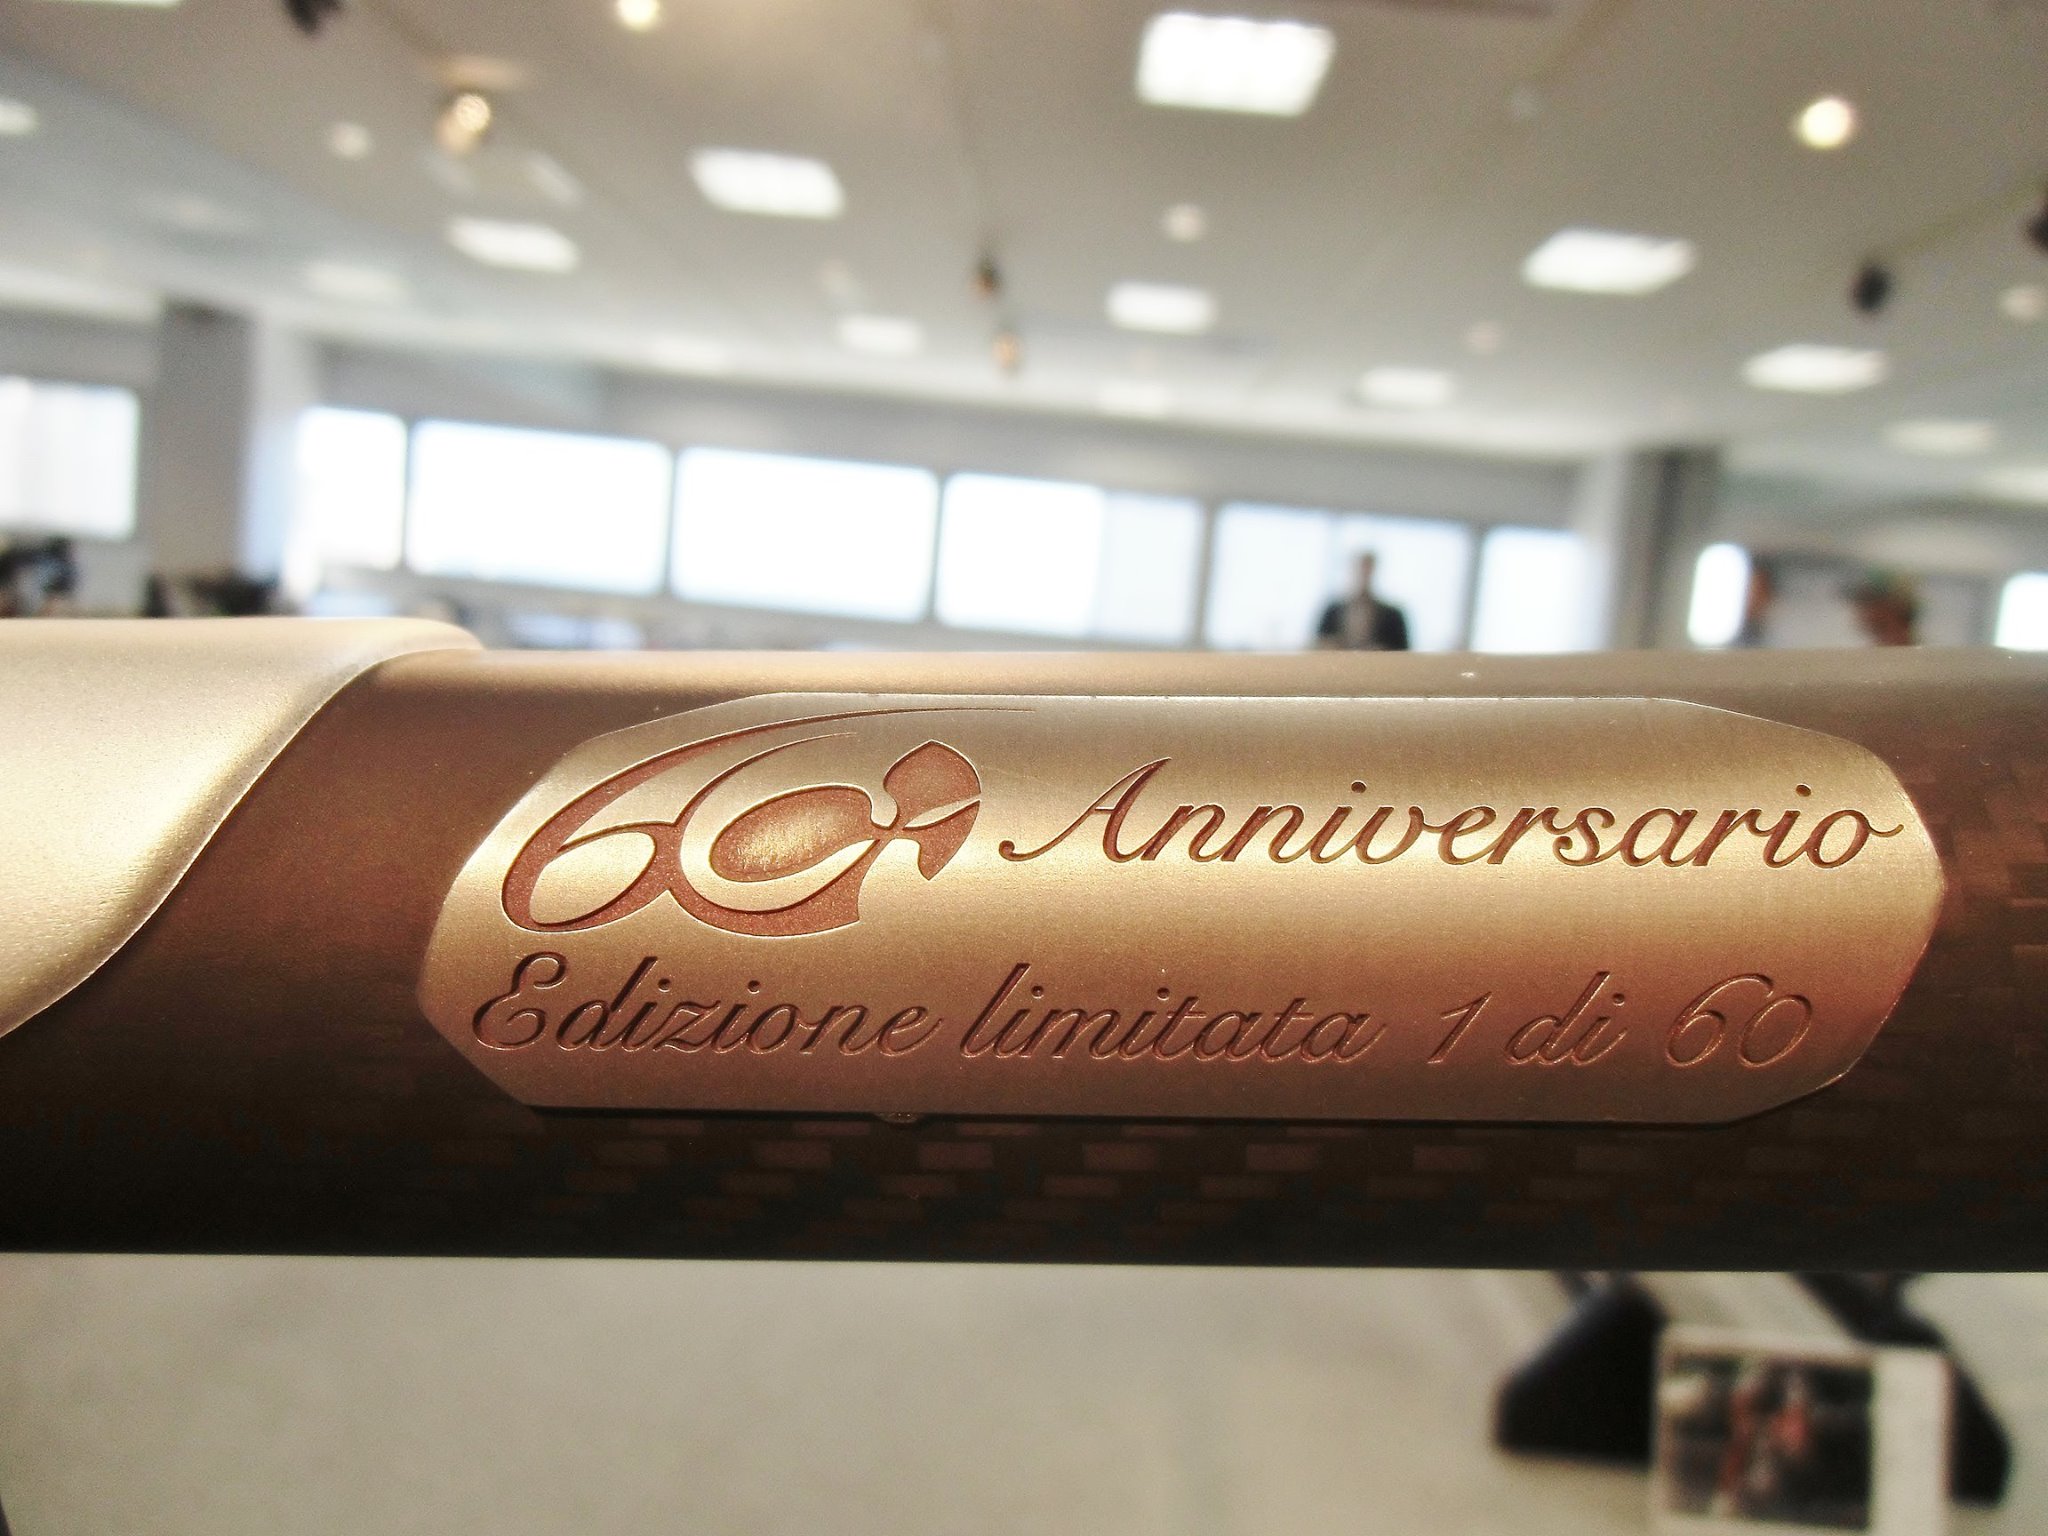 60 Anniversario
Edizione limitata 1 di 60